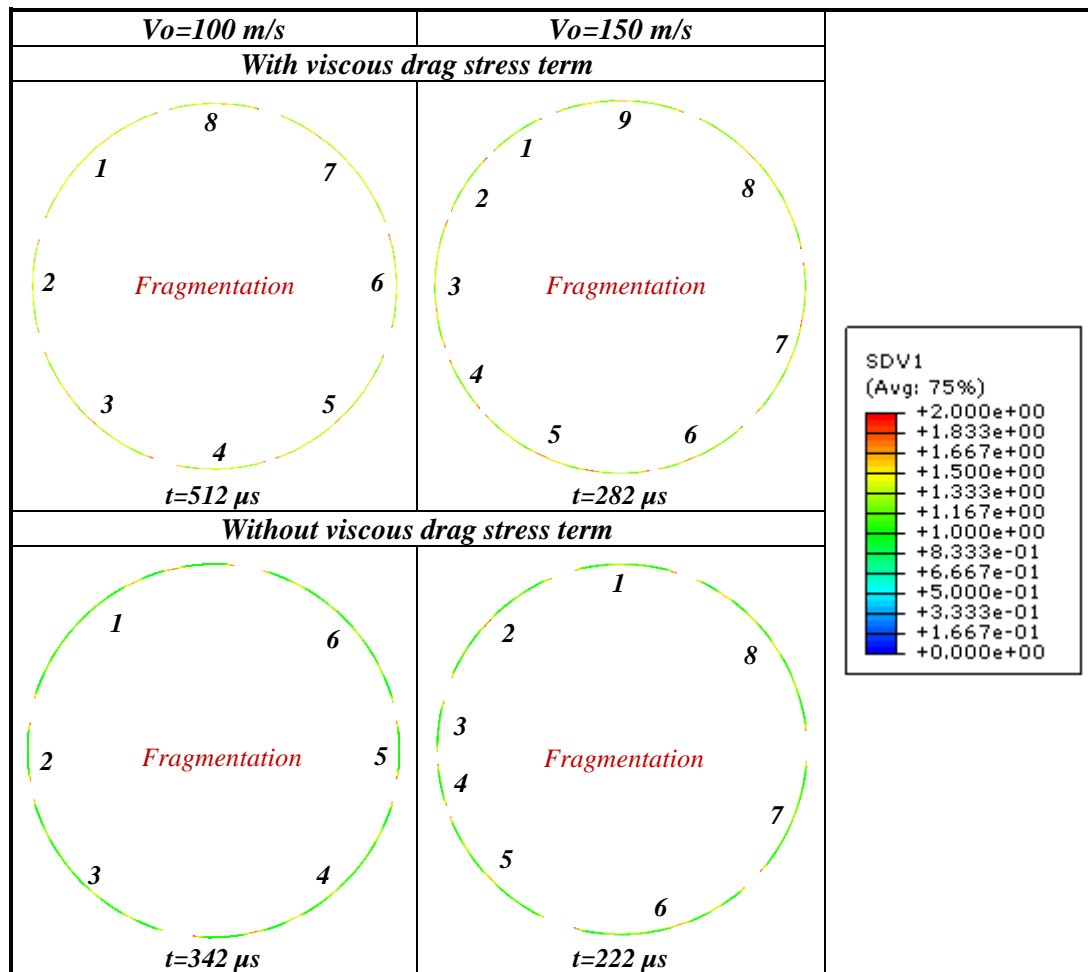 Vo=100 m/s
Vo=150 m/s
With viscous drag stress term
8
1
7
2
Fragmentation
6
3
5
4
t=512 μs
9
1
8
2
3
Fragmentation
7
4
5
6
t=282 μs
Without viscous drag stress term
1
6
2
Fragmentation
5
3
4
t=342 μs
1
2
8
3
Fragmentation
4
7
5
6
t=222 μs
SDV1
(Avg: 75%)
+2.000e+00
+1.833e+00
+1.667e+00
+1.500e+00
+1.333e+00
+1.167e+00
+1.000e+00
+8.333e-01
+6.667e-01
+5.000e-01
+3.333e-01
+1.667e-01
+0.000e+00